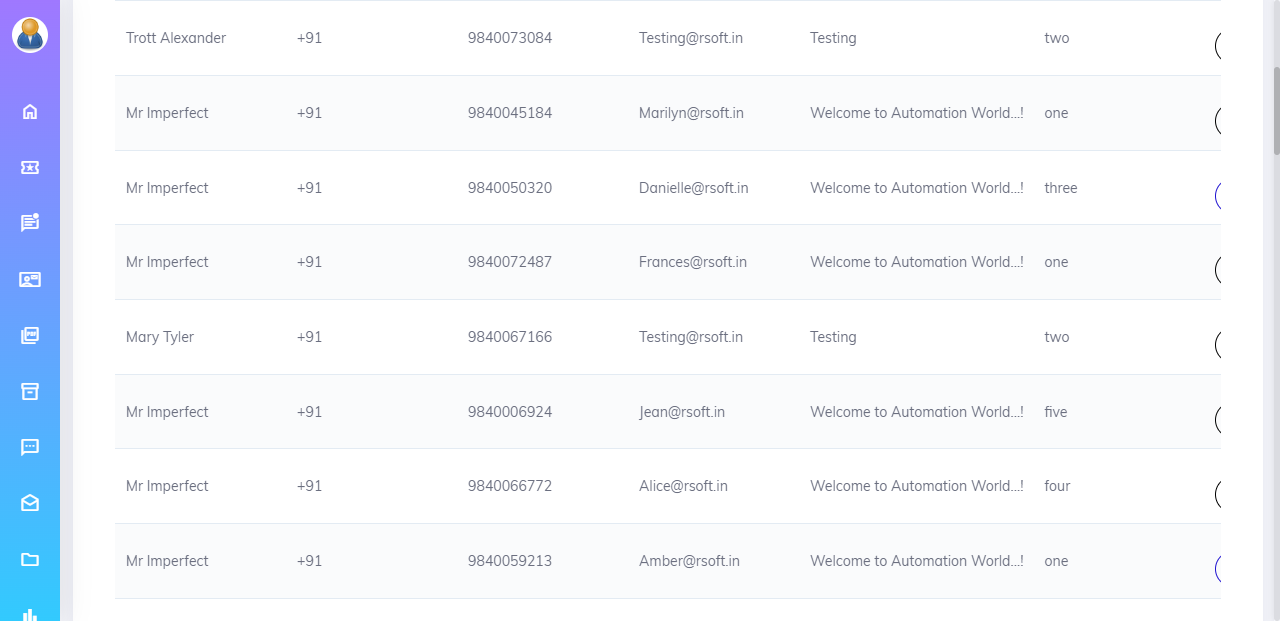 Trott Alexander +91 9840073084 Testing@rsoft.in Testing two
Mr Imperfect +91 9840045184 Marilyn@rsoft.in Welcome to Automation World...! one
Mr Imperfect +91 9840050320 Danielle@rsoft.in Welcome to Automation World...! three
Mr Imperfect +91 9840072487 Frances@rsoft.in Welcome to Automation World...! one
Mary Tyler +91 9840067166 Testing@rsoft.in Testing two
Mr Imperfect +91 9840006924 Jean@rsoft.in Welcome to Automation World...! five
Mr Imperfect +91 9840066772 Alice@rsoft.in Welcome to Automation World...! four
Mr Imperfect +91 9840059213 Amber@rsoft.in Welcome to Automation World...! one